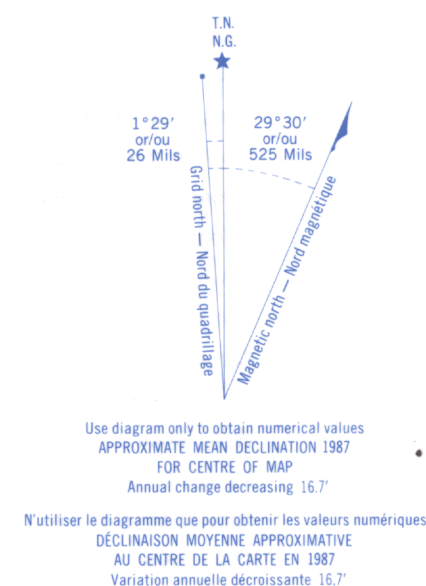 T.N.
N.G.
1°29'
or/ou
26 Mils
29°30'
or/ou
525 Mils
Grid north — Nord du quadrillage
Magnetic north — Nord magnétique
Use diagram only to obtain numerical values
APPROXIMATE MEAN DECLINATION 1987
FOR CENTRE OF MAP
Annual change decreasing 16.7'
N'utiliser le diagramme que pour obtenir les valeurs numériques
DÉCLINAISON MOYENNE APPROXIMATIVE
AU CENTRE DE LA CARTE EN 1987
Variation annuelle décroissante 16.7'